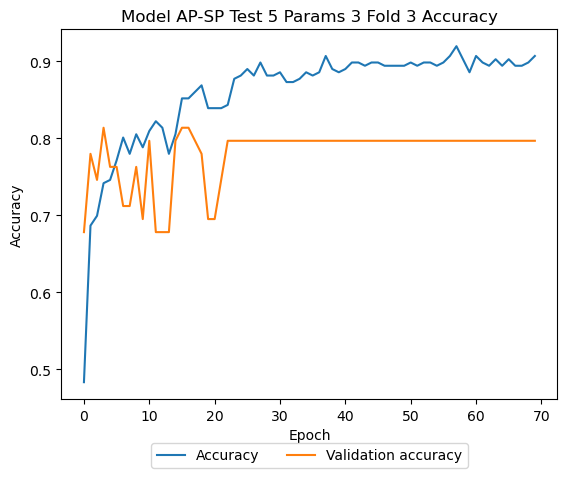 Model AP-SP Test 5 Params 3 Fold 3 Accuracy
0.9
0.8
0.7
0.6
0.5
Accuracy
0 10 20 30 40 50 60 70
Epoch
Accuracy Validation accuracy